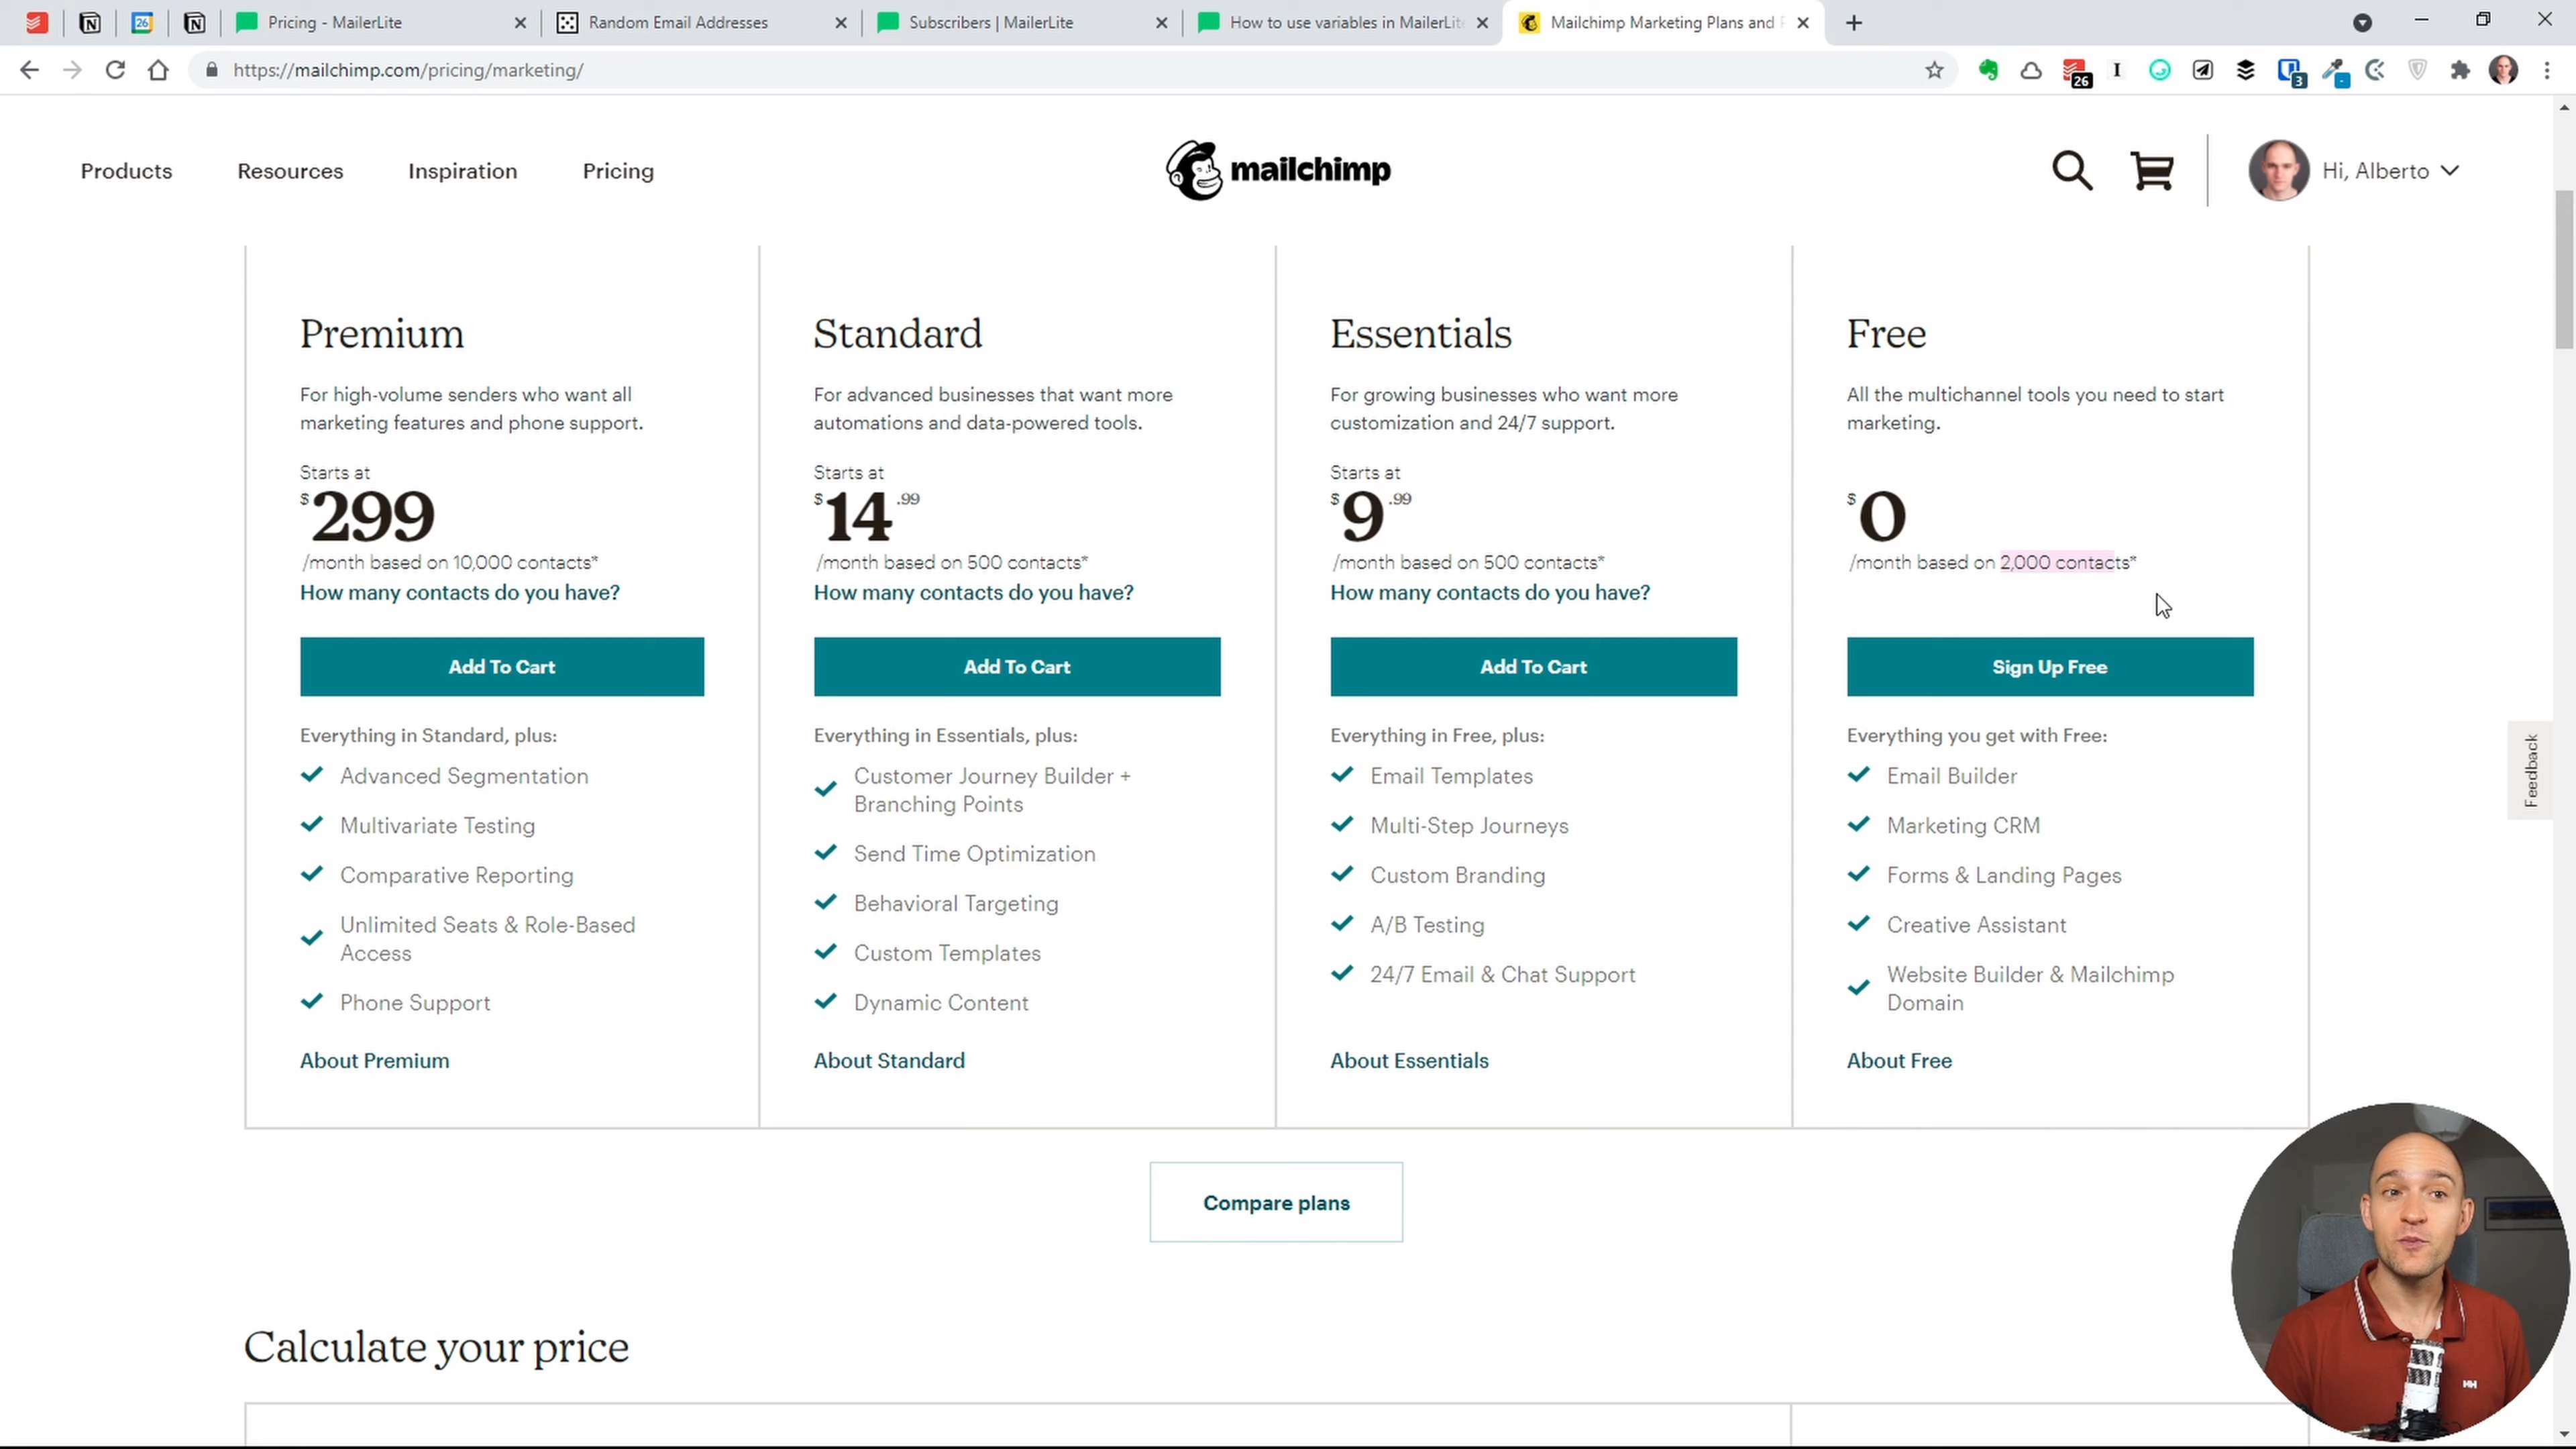 Pricing - MailerLite
Random Email Addresses
Subscribers | MailerLite
How to use variables in MailerLite
Mailchimp Marketing Plans and P
https://mailchimp.com/pricing/marketing/
26
3
Products
Resources
Inspiration
Pricing
mailchimp
Hi, Alberto
Premium
For high-volume senders who want all
marketing features and phone support.
Starts at
$299
/month based on 10,000 contacts*
How many contacts do you have?
Add To Cart
Everything in Standard, plus:
Advanced Segmentation
Multivariate Testing
Comparative Reporting
Unlimited Seats & Role-Based
Access
Phone Support
About Premium
Standard
For advanced businesses that want more
automations and data-powered tools.
Starts at
$14.99
/month based on 500 contacts*
How many contacts do you have?
Add To Cart
Everything in Essentials, plus:
Customer Journey Builder +
Branching Points
Send Time Optimization
Behavioral Targeting
Custom Templates
Dynamic Content
About Standard
Essentials
For growing businesses who want more
customization and 24/7 support.
Starts at
$9.99
/month based on 500 contacts*
How many contacts do you have?
Add To Cart
Everything in Free, plus:
Email Templates
Multi-Step Journeys
Custom Branding
A/B Testing
24/7 Email & Chat Support
About Essentials
Free
All the multichannel tools you need to start
marketing.
$0
/month based on 2,000 contacts*
Sign Up Free
Everything you get with Free:
Email Builder
Marketing CRM
Forms & Landing Pages
Creative Assistant
Website Builder & Mailchimp
Domain
About Free
Feedback
Compare plans
Calculate your price
HH